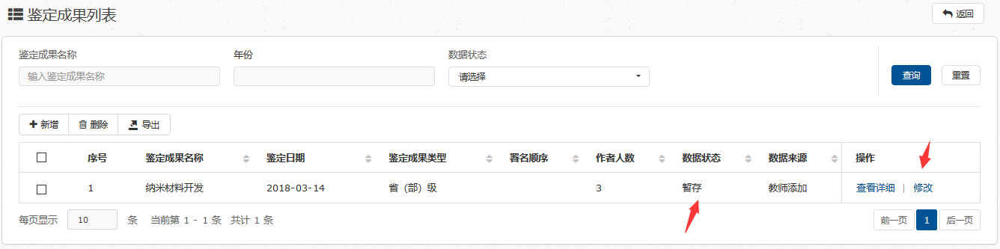 鉴定成果列表
返回
鉴定成果名称 年份 数据状态
输入鉴定成果名称 请选择 查询 重置
新增 删除 导出
序号 鉴定成果名称 鉴定日期 鉴定成果类型 署名顺序 作者人数 数据状态 数据来源 操作
1 纳米材料开发 2018-03-14 省（部）级 3 暂存 教师添加 查看详细 | 修改
每页显示 10 条 当前第 1 - 1 条 共计 1 条 前一页 1 后一页